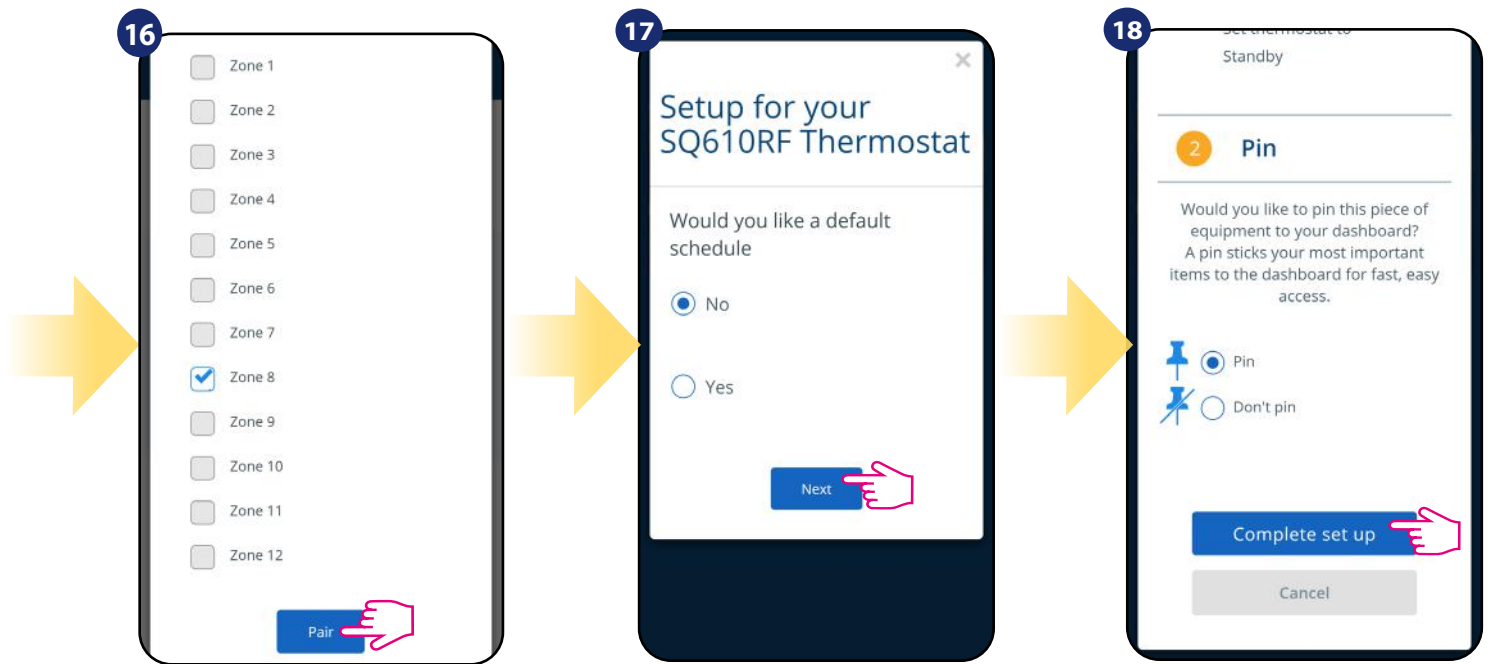 16
Zone 1
Zone 2
Zone 3
Zone 4
Zone 5
Zone 6
Zone 7
Zone 8
Zone 9
Zone 10
Zone 11
Zone 12
Pair
17
×
Setup for your
SQ610RF Thermostat
Would you like a default
schedule
No
Yes
Next
18
Set thermostat to
Standby
2 Pin
Would you like to pin this piece of
equipment to your dashboard?
A pin sticks your most important
items to the dashboard for fast, easy
access.
Pin
Don't pin
Complete set up
Cancel